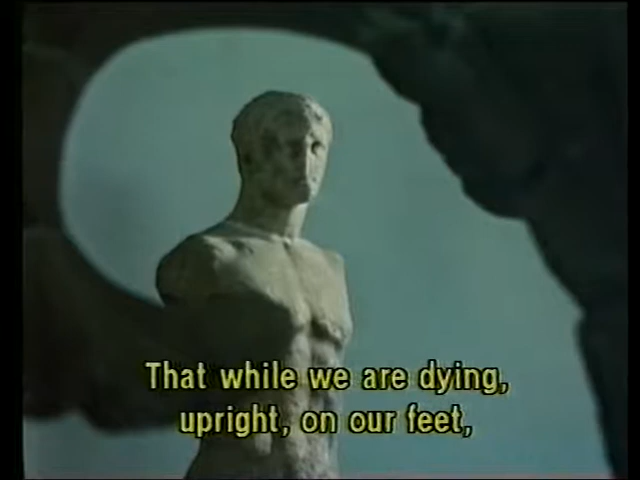 That while we are dying,
upright, on our feet,